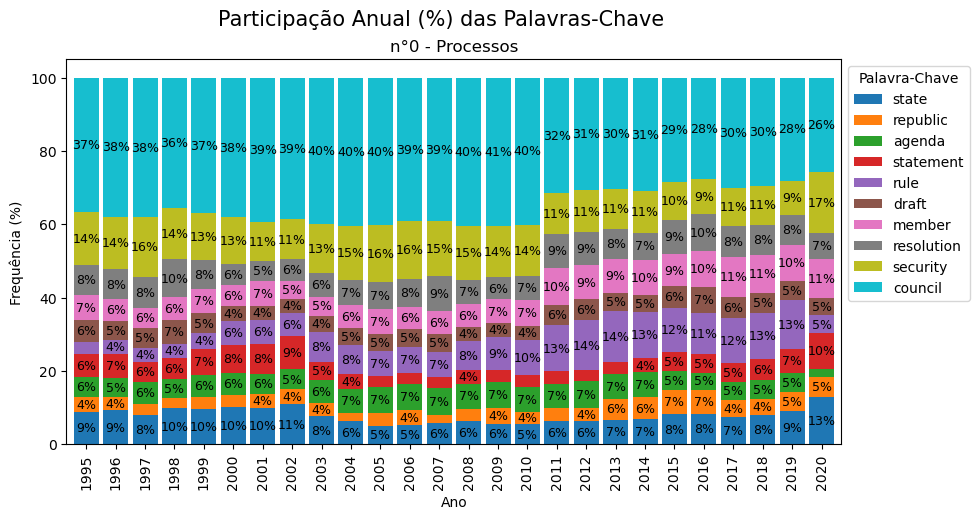 Participação Anual (%) das Palavras-Chave
n°0 - Processos
Frequência (%)
100
80
60
40
20
0
37% 38% 38% 36% 37% 38% 39% 39% 40% 40% 40% 39% 39% 40% 41% 40% 32% 31% 30% 31% 29% 28% 30% 30% 28% 26%
14% 14% 16% 14% 13% 13% 11% 11% 13% 15% 15% 16% 15% 15% 14% 14% 11% 11% 11% 11% 10% 9% 11% 11% 9% 17%
8% 8% 8% 10% 8% 6% 5% 6% 6% 7% 7% 8% 9% 7% 6% 7% 9% 9% 8% 7% 9% 10% 8% 8% 8% 7%
7% 6% 6% 6% 7% 6% 7% 5% 5% 6% 7% 6% 6% 6% 7% 7% 10% 9% 9% 10% 9% 10% 11% 11% 10% 11%
6% 5% 5% 7% 5% 4% 4% 4% 4% 5% 5% 5% 5% 4% 4% 4% 6% 6% 5% 5% 6% 7% 6% 5% 5% 5%
4% 4% 4% 4% 6% 6% 6% 8% 8% 7% 7% 7% 8% 9% 10% 13% 14% 14% 13% 12% 11% 12% 13% 13% 5%
6% 7% 6% 6% 7% 8% 8% 9% 5% 4% 4% 4% 5% 5% 5% 6% 7% 10%
6% 5% 6% 5% 6% 6% 6% 5% 6% 7% 7% 8% 7% 7% 7% 7% 7% 7% 7% 7% 5% 5% 5% 5% 5%
4% 4% 4% 4% 4% 4% 4% 4% 4% 4% 6% 6% 7% 7% 4% 4% 5% 5%
9% 9% 8% 10% 10% 10% 10% 11% 8% 6% 5% 5% 6% 6% 6% 5% 6% 6% 7% 7% 8% 8% 7% 8% 9% 13%
1995 1996 1997 1998 1999 2000 2001 2002 2003 2004 2005 2006 2007 2008 2009 2010 2011 2012 2013 2014 2015 2016 2017 2018 2019 2020
Ano
Palavra-Chave
state
republic
agenda
statement
rule
draft
member
resolution
security
council